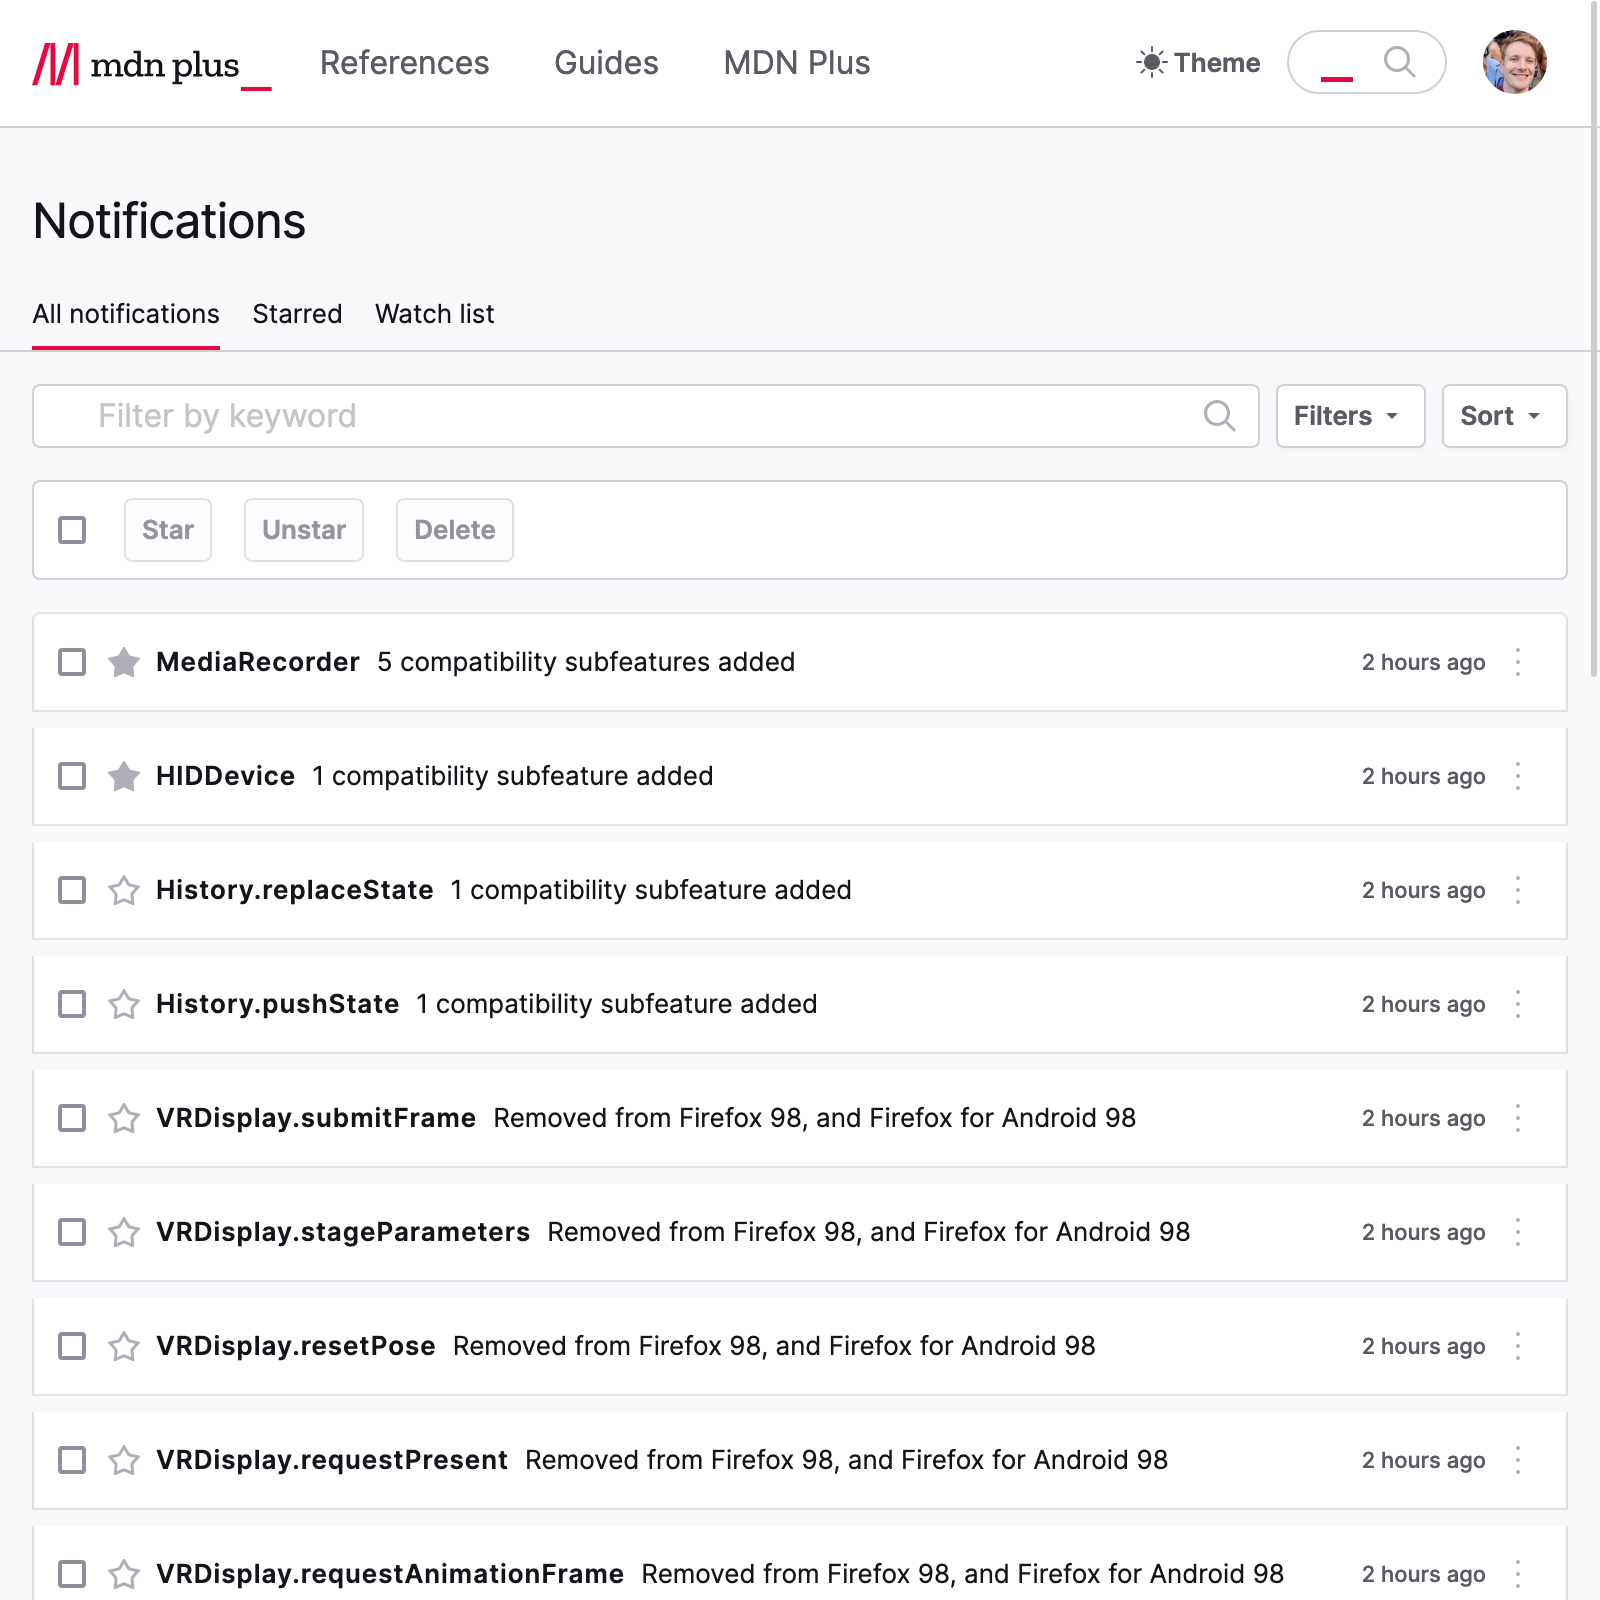 mdn plus References Guides MDN Plus Theme
Notifications
All notifications Starred Watch list
Filter by keyword Filters Sort
Star Unstar Delete
MediaRecorder 5 compatibility subfeatures added 2 hours ago
HIDDevice 1 compatibility subfeature added 2 hours ago
History.replaceState 1 compatibility subfeature added 2 hours ago
History.pushState 1 compatibility subfeature added 2 hours ago
VRDisplay.submitFrame Removed from Firefox 98, and Firefox for Android 98 2 hours ago
VRDisplay.stageParameters Removed from Firefox 98, and Firefox for Android 98 2 hours ago
VRDisplay.resetPose Removed from Firefox 98, and Firefox for Android 98 2 hours ago
VRDisplay.requestPresent Removed from Firefox 98, and Firefox for Android 98 2 hours ago
VRDisplay.requestAnimationFrame Removed from Firefox 98, and Firefox for Android 98 2 hours ago